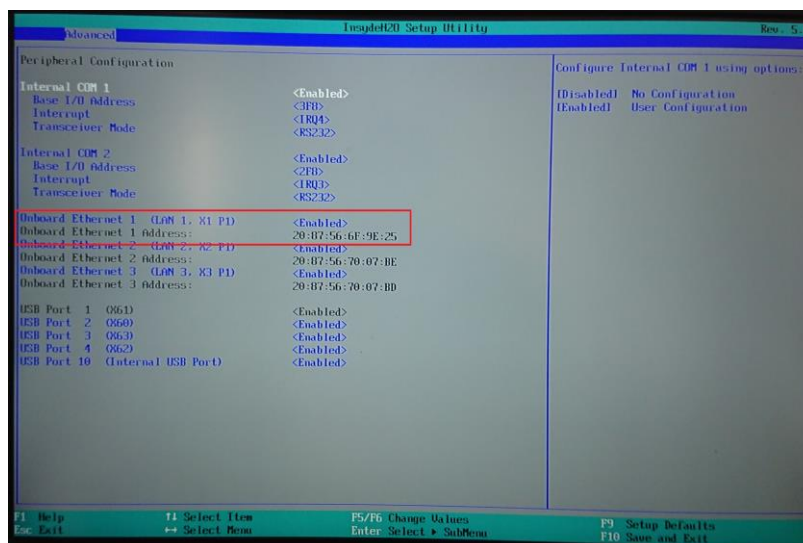 InsydeH2O Setup Utility Rev. 5.
Advanced
Peripheral Configuration
Configure Internal COM 1 using options:
Internal COM 1 <Enabled>
[Disabled] No Configuration
Base I/O Address <3F8>
[Enabled] User Configuration
Interrupt <IRQ4>
Transceiver Mode <RS232>
Internal COM 2 <Enabled>
Base I/O Address <2F8>
Interrupt <IRQ3>
Transceiver Mode <RS232>
Onboard Ethernet 1 (LAN 1, X1 P1) <Enabled>
Onboard Ethernet 1 Address: 20:87:56:6F:9E:25
Onboard Ethernet 2 (LAN 2, X2 P1) <Enabled>
Onboard Ethernet 2 Address: 20:87:56:70:07:BE
Onboard Ethernet 3 (LAN 3, X3 P1) <Enabled>
Onboard Ethernet 3 Address: 20:87:56:70:07:BD
USB Port 1 (X61) <Enabled>
USB Port 2 (X60) <Enabled>
USB Port 3 (X63) <Enabled>
USB Port 4 (X62) <Enabled>
USB Port 10 (Internal USB Port) <Enabled>
F1 Help ↑↓ Select Item F5/F6 Change Values F9 Setup Defaults
Esc Exit ↔ Select Menu Enter Select ▸ SubMenu F10 Save and Exit